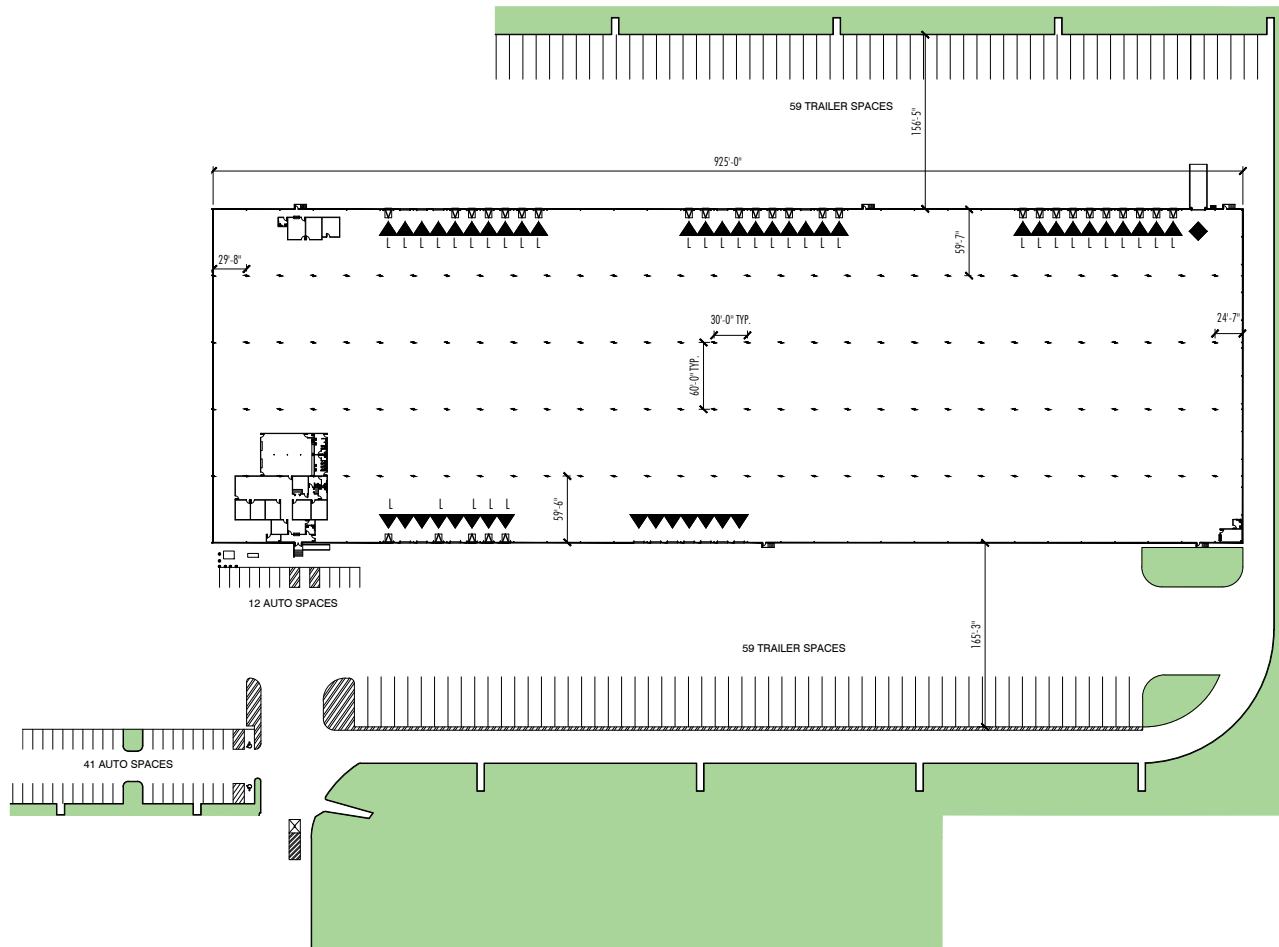 59 TRAILER SPACES
156'-5"
925'-0"
L L L L L L L L L L
L L L L L L L L L L
L L L L L L L L L L
59'-7"
29'-8"
30'-0" TYP.
24'-7"
60'-0" TYP.
L L L L L
59'-6"
12 AUTO SPACES
165'-3"
59 TRAILER SPACES
41 AUTO SPACES